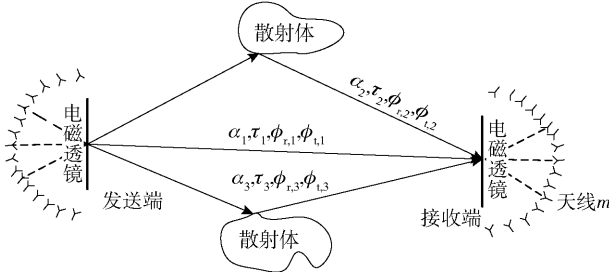 散射体
α₂,τ₂,ϕᵣ,₂,ϕₜ,₂
电磁透镜
α₁,τ₁,ϕᵣ,₁,ϕₜ,₁
电磁透镜
α₃,τ₃,ϕᵣ,₃,ϕₜ,₃
发送端
天线m
接收端
散射体